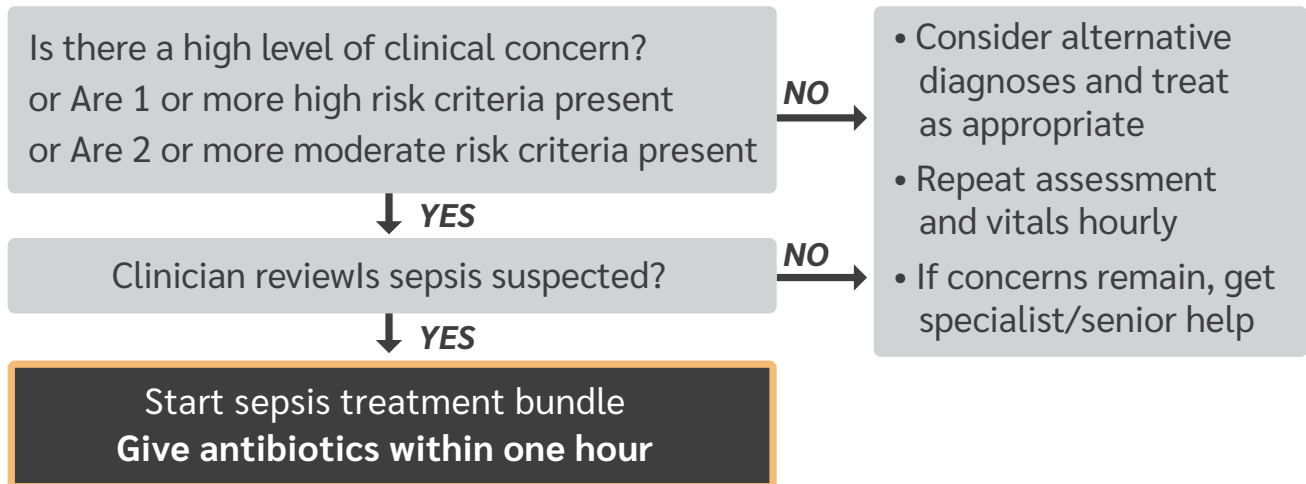 Is there a high level of clinical concern?
or Are 1 or more high risk criteria present
or Are 2 or more moderate risk criteria present
NO
• Consider alternative
diagnoses and treat
as appropriate
• Repeat assessment
and vitals hourly
• If concerns remain, get
specialist/senior help
YES
Clinician reviewIs sepsis suspected?
NO
YES
Start sepsis treatment bundle
Give antibiotics within one hour